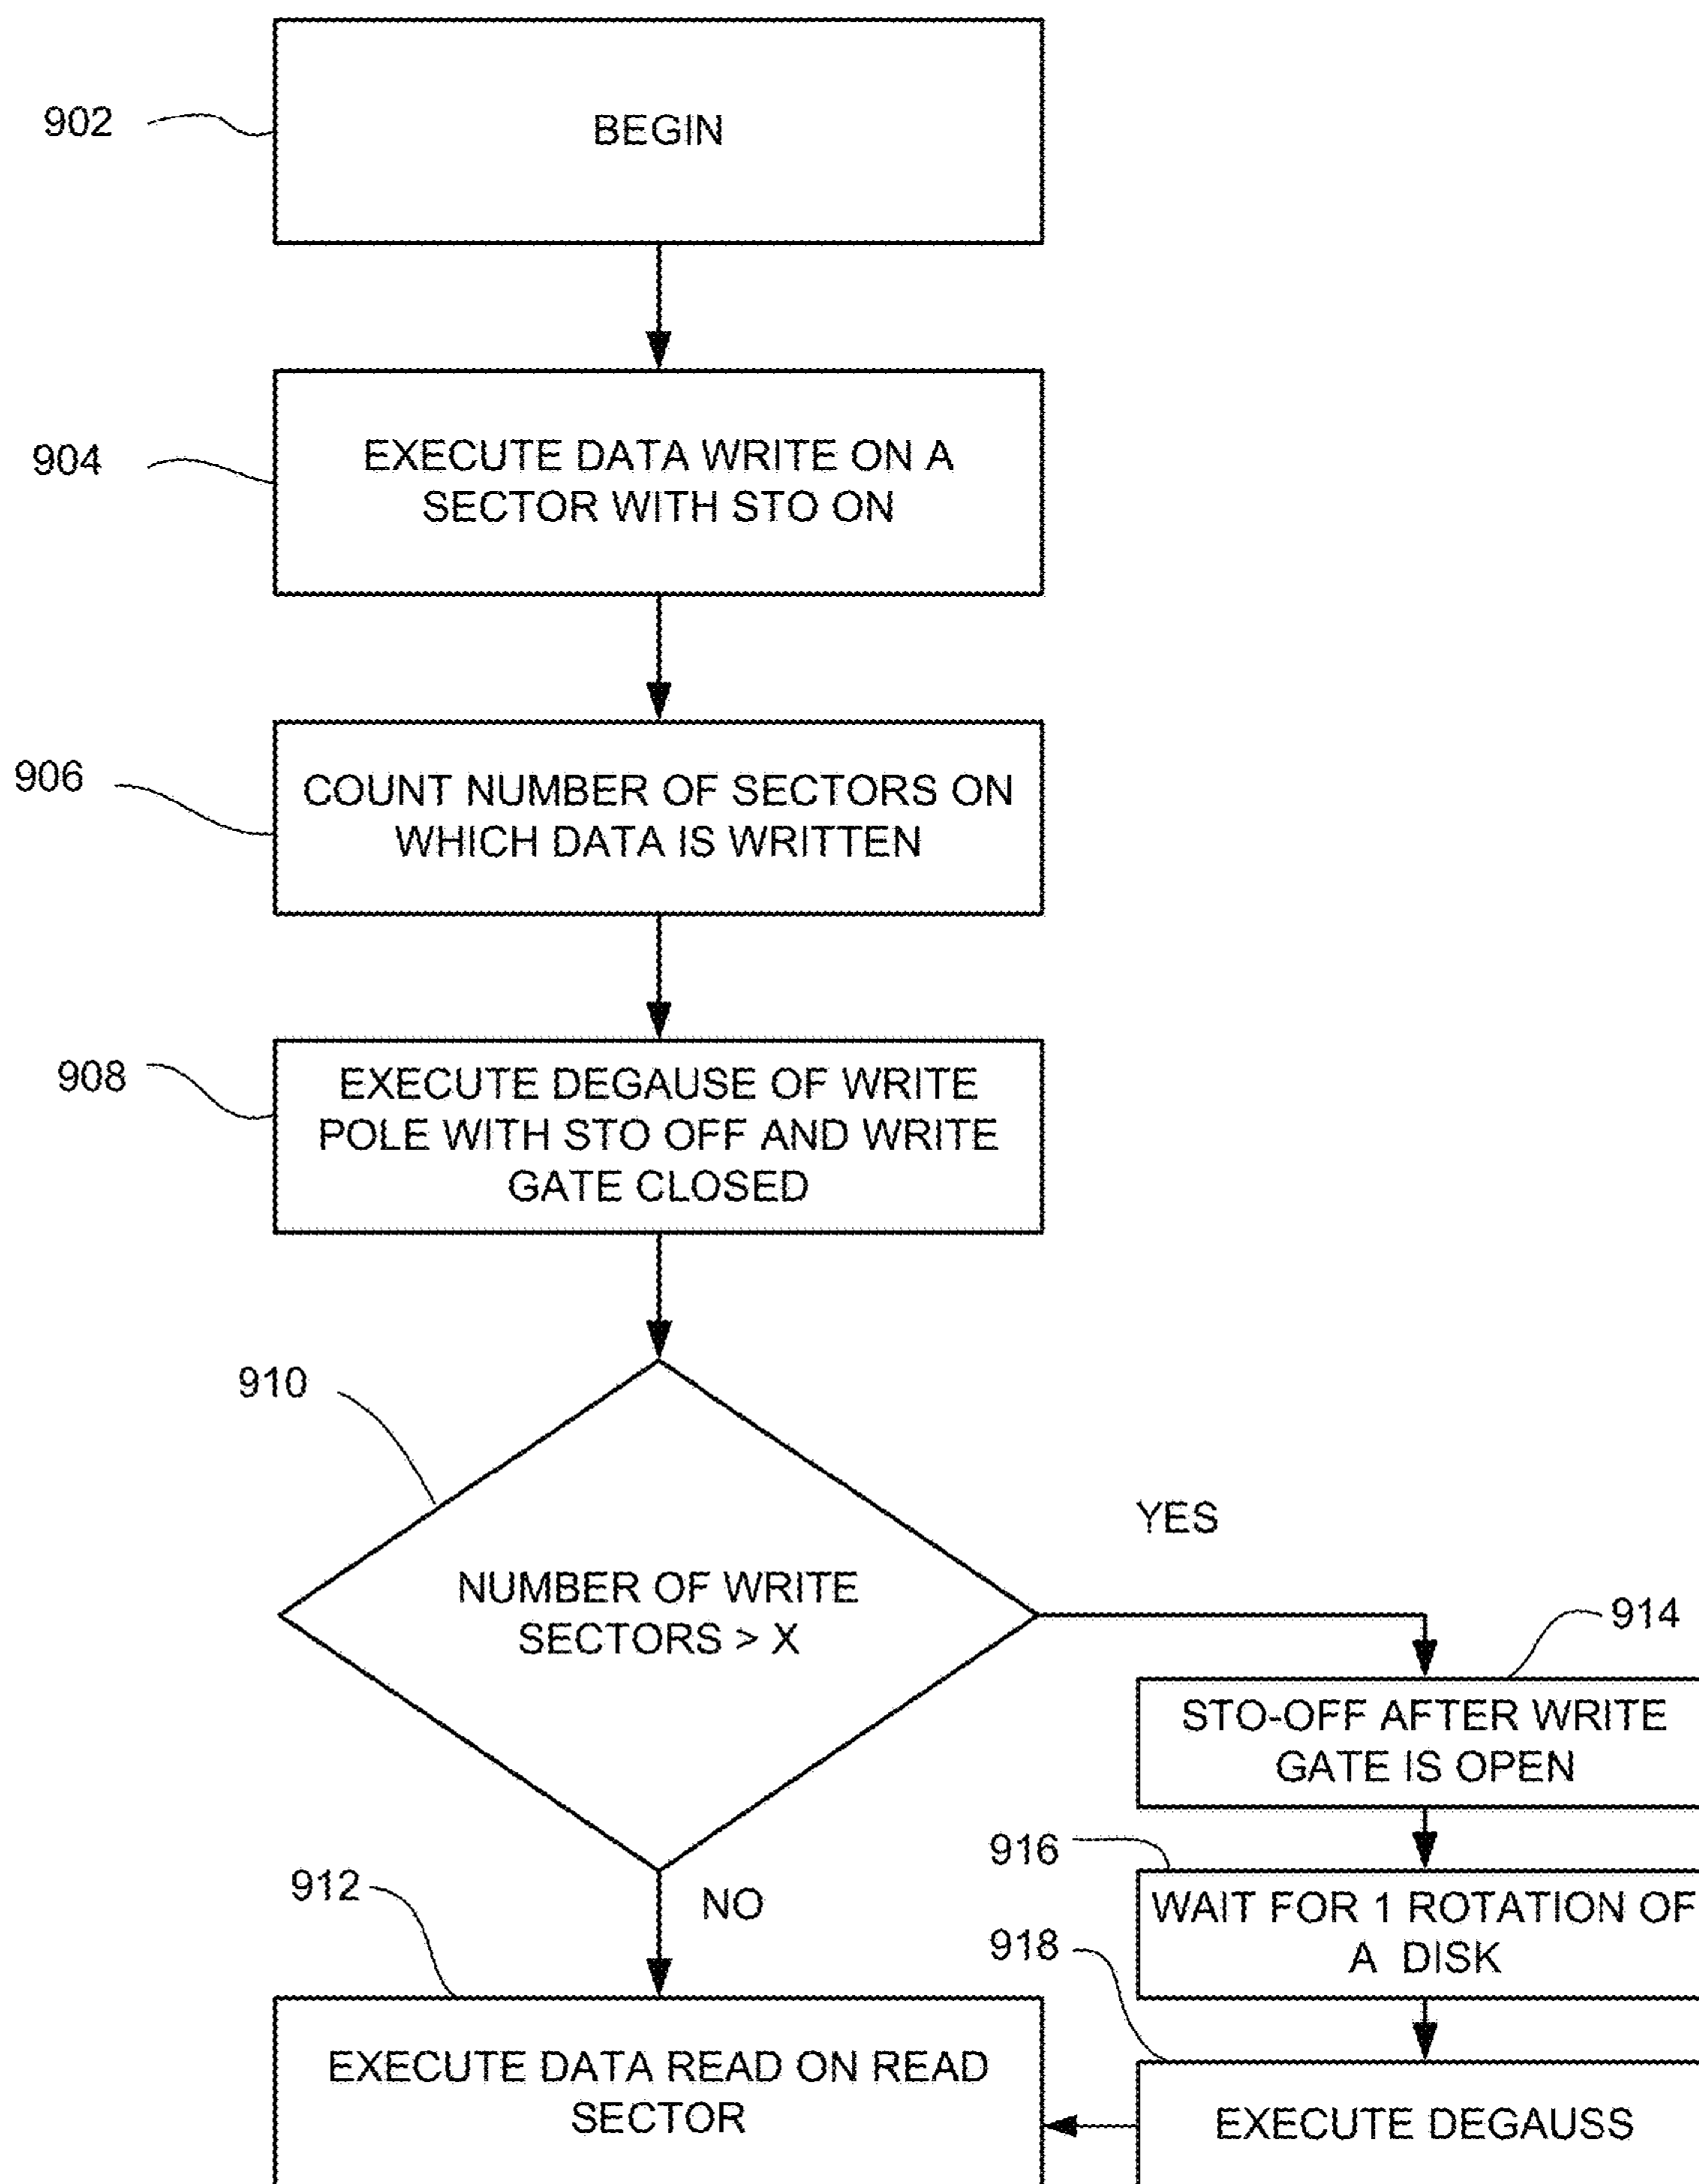 902
BEGIN
904
EXECUTE DATA WRITE ON A
SECTOR WITH STO ON
906
COUNT NUMBER OF SECTORS ON
WHICH DATA IS WRITTEN
908
EXECUTE DEGAUSE OF WRITE
POLE WITH STO OFF AND WRITE
GATE CLOSED
910
NUMBER OF WRITE
SECTORS > X
YES
914
STO-OFF AFTER WRITE
GATE IS OPEN
916
WAIT FOR 1 ROTATION OF
A DISK
912
NO
918
EXECUTE DATA READ ON READ
SECTOR
EXECUTE DEGAUSS